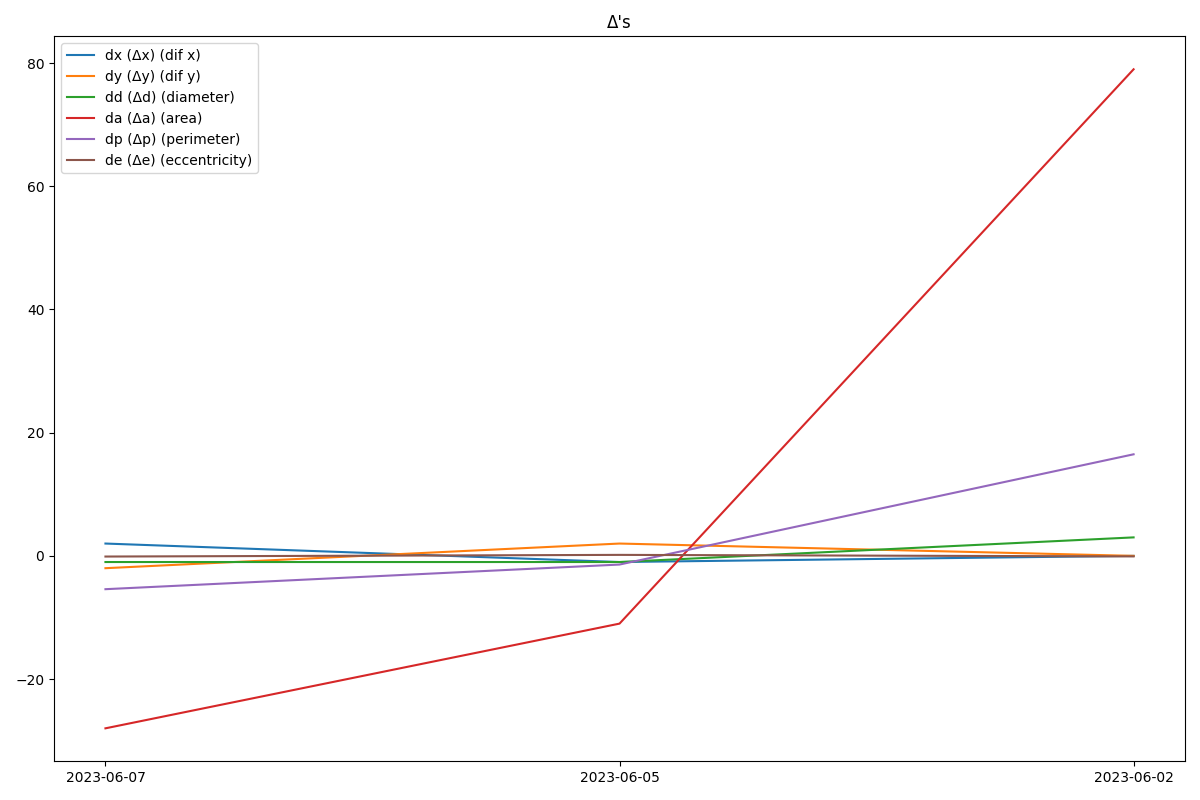 Δ's
dx (Δx) (dif x)
dy (Δy) (dif y)
dd (Δd) (diameter)
da (Δa) (area)
dp (Δp) (perimeter)
de (Δe) (eccentricity)
80
60
40
20
0
−20
2023-06-07 2023-06-05 2023-06-02